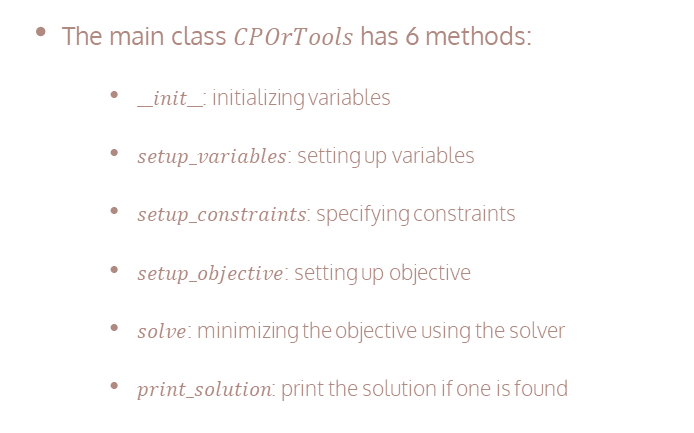 • The main class CPOrTools has 6 methods:
• __init__: initializing variables
• setup_variables: setting up variables
• setup_constraints: specifying constraints
• setup_objective: setting up objective
• solve: minimizing the objective using the solver
• print_solution: print the solution if one is found